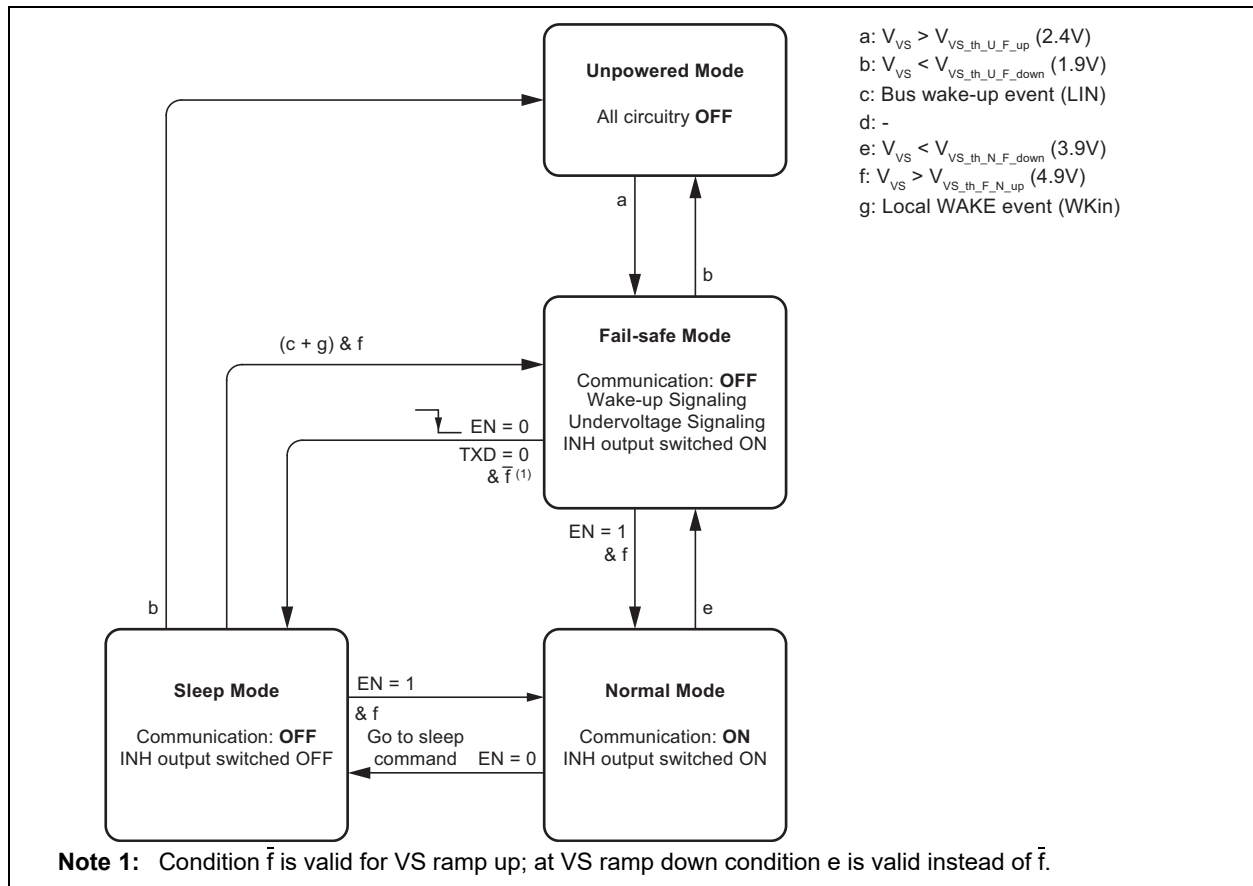 Unpowered Mode
All circuitry OFF
a: V_VS > V_VS_th_U_F_up (2.4V)
b: V_VS < V_VS_th_U_F_down (1.9V)
c: Bus wake-up event (LIN)
d: -
e: V_VS < V_VS_th_N_F_down (3.9V)
f: V_VS > V_VS_th_F_N_up (4.9V)
g: Local WAKE event (WKin)
a
b
(c + g) & f
Fail-safe Mode
Communication: OFF
Wake-up Signaling
Undervoltage Signaling
INH output switched ON
EN = 0
TXD = 0
& f̅ (1)
EN = 1
& f
b
e
Sleep Mode
Communication: OFF
INH output switched OFF
EN = 1
& f
Go to sleep
command
EN = 0
Normal Mode
Communication: ON
INH output switched ON
Note 1: Condition f̅ is valid for VS ramp up; at VS ramp down condition e is valid instead of f̅.